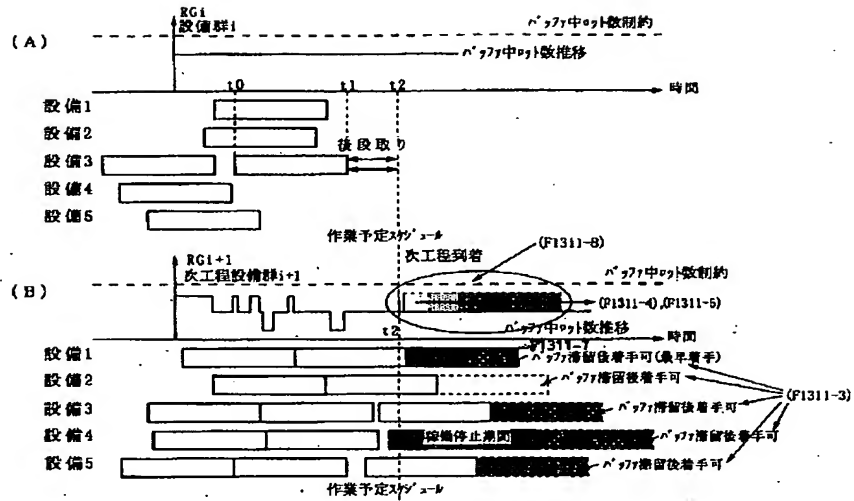 RGi
設備群i
バッファ中ロット数制約
(A)
バッファ中ロット数推移
t0
t1
t2
時間
設備1
設備2
後段取り
設備3
設備4
設備5
作業予定スケジュール
(F1311-8)
RGi+1
次工程到着
次工程設備群i+1
バッファ中ロット数制約
(B)
(F1311-4),(F1311-5)
t2
バッファ中ロット数推移
時間
F1311-7
設備1
バッファ滞留後着手可(最早着手)
設備2
バッファ滞留後着手可
(F1311-3)
設備3
バッファ滞留後着手可
設備4
稼働停止期間
バッファ滞留後着手可
設備5
バッファ滞留後着手可
作業予定スケジュール